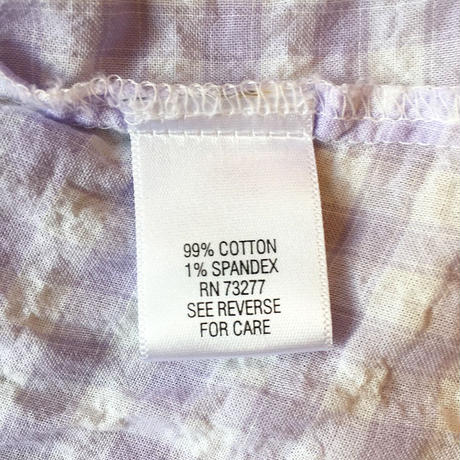 99% COTTON
1% SPANDEX
RN 73277
SEE REVERSE
FOR CARE